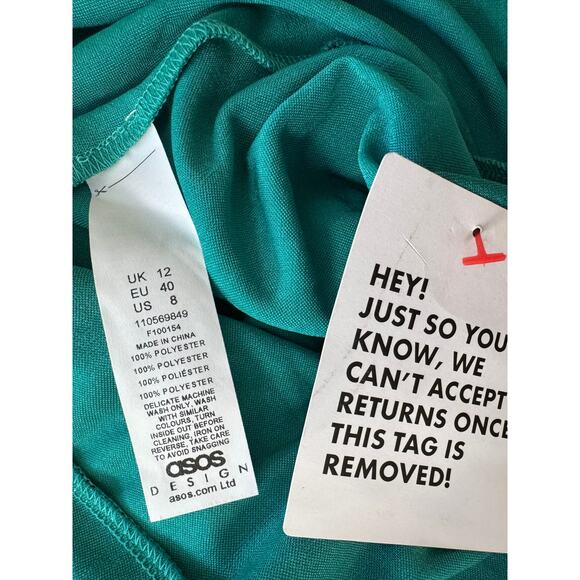 UK 12
EU 40
US 8
110569849
F100154
MADE IN CHINA
100% POLYESTER
100% POLYESTER
100% POLIÉSTER
100% POLYESTER
DELICATE MACHINE
WASH ONLY, WASH
WITH SIMILAR
COLOURS, TURN
INSIDE OUT BEFORE
CLEANING, IRON ON
REVERSE, TAKE CARE
TO AVOID SNAGGING
asos
DESIGN
asos.com Ltd
HEY!
JUST SO YOU
KNOW, WE
CAN'T ACCEPT
RETURNS ONCE
THIS TAG IS
REMOVED!